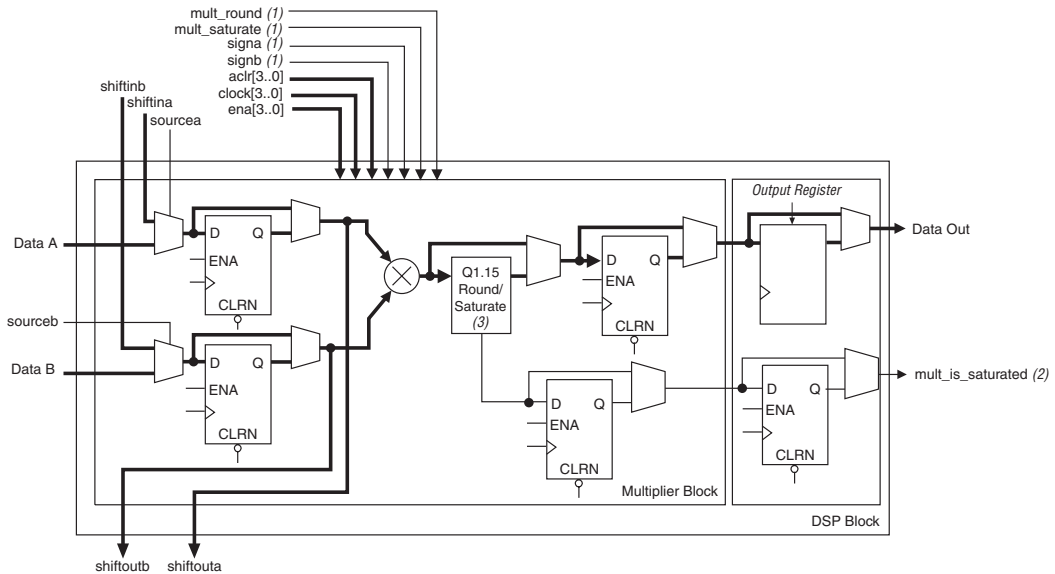 mult_round (1)
mult_saturate (1)
signa (1)
signb (1)
aclr[3..0]
clock[3..0]
ena[3..0]
shiftinb
shiftina
sourcea
Data A
D Q
ENA
CLRN
sourceb
Data B
D Q
ENA
CLRN
Q1.15
Round/
Saturate
(3)
D Q
ENA
CLRN
D Q
ENA
CLRN
Multiplier Block
Output Register
Data Out
D Q
ENA
CLRN
mult_is_saturated (2)
DSP Block
shiftoutb
shiftouta